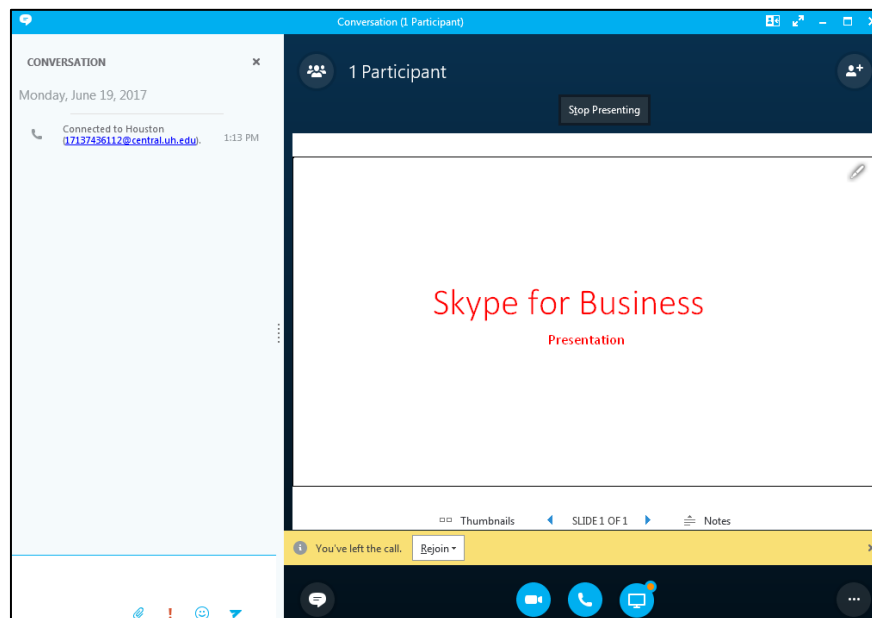 Conversation (1 Participant)
CONVERSATION
Monday, June 19, 2017
Connected to Houston
(17137436112@central.uh.edu).
1:13 PM
1 Participant
Stop Presenting
Skype for Business
Presentation
Thumbnails
SLIDE 1 OF 1
Notes
You've left the call.
Rejoin